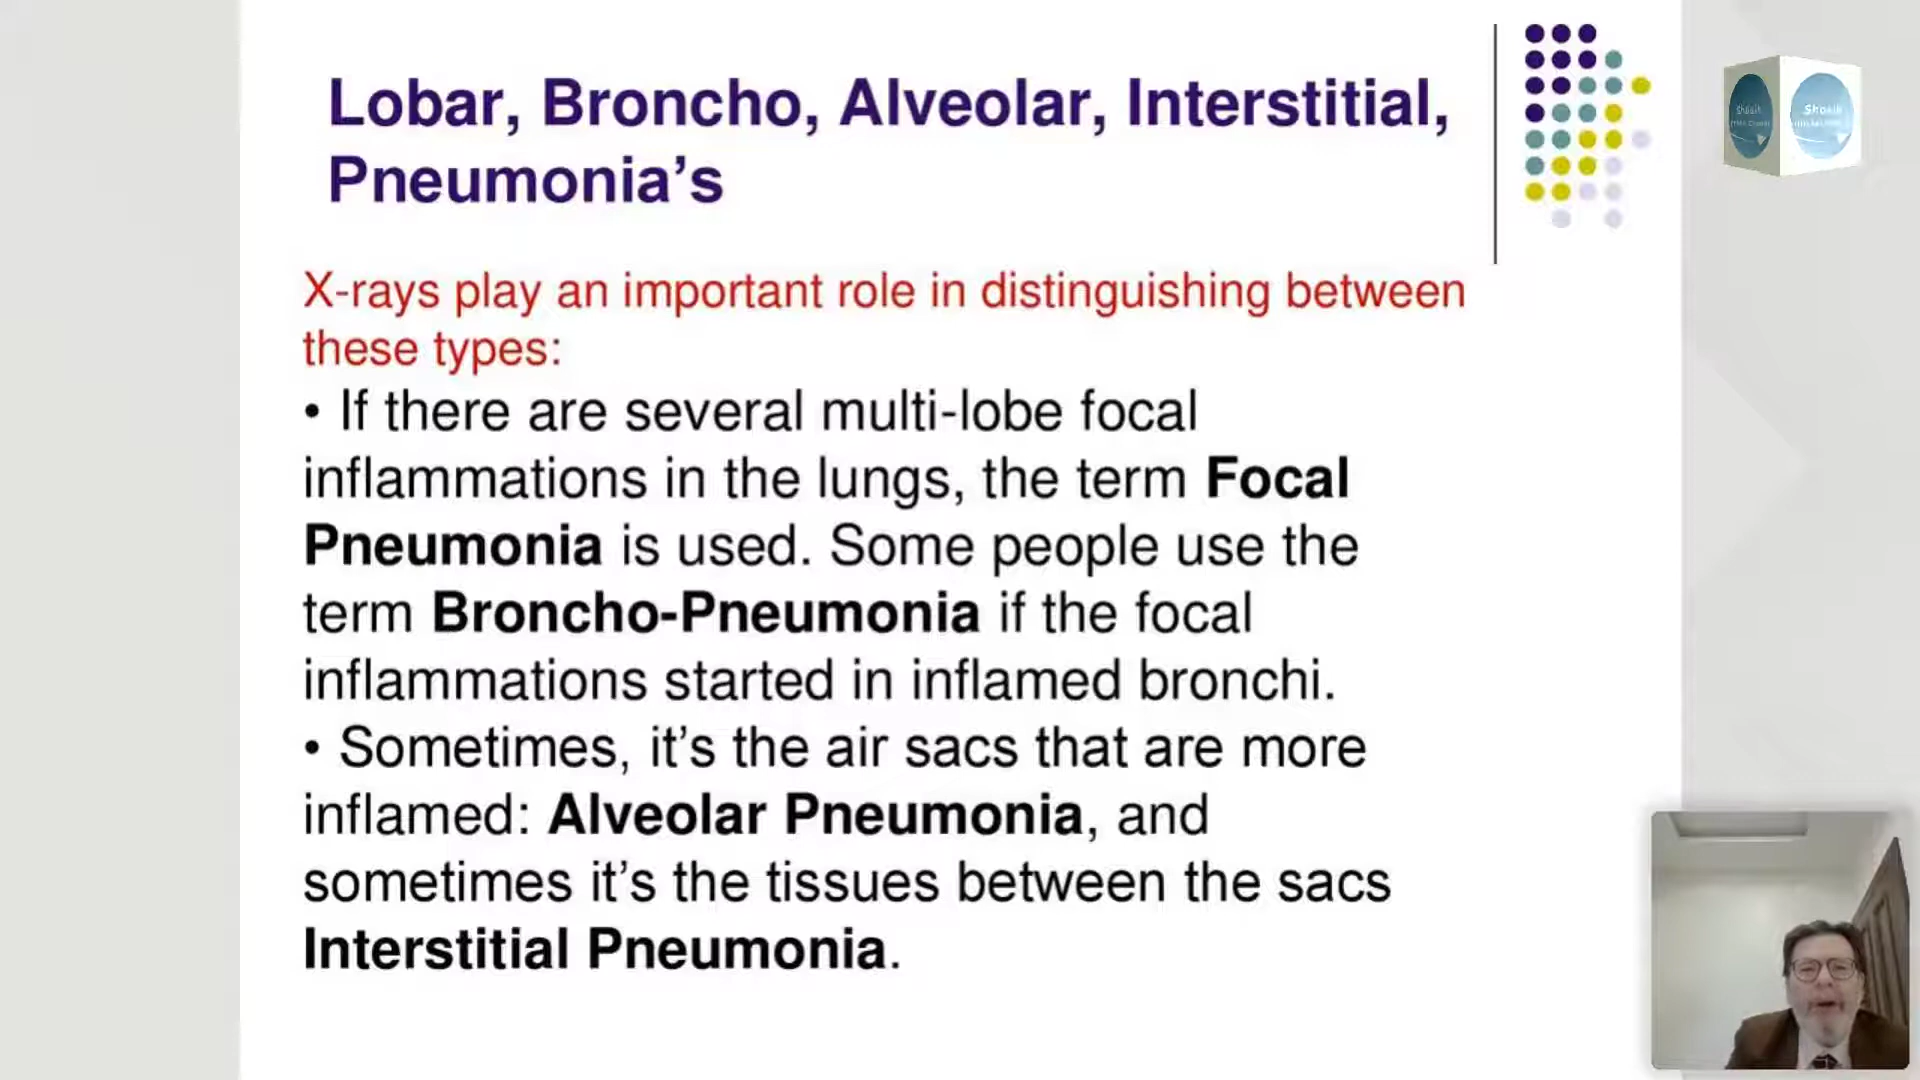 Lobar, Broncho, Alveolar, Interstitial,
Pneumonia’s
X-rays play an important role in distinguishing between
these types:
• If there are several multi-lobe focal
inflammations in the lungs, the term Focal
Pneumonia is used. Some people use the
term Broncho-Pneumonia if the focal
inflammations started in inflamed bronchi.
• Sometimes, it’s the air sacs that are more
inflamed: Alveolar Pneumonia, and
sometimes it’s the tissues between the sacs
Interstitial Pneumonia.
Shoaib